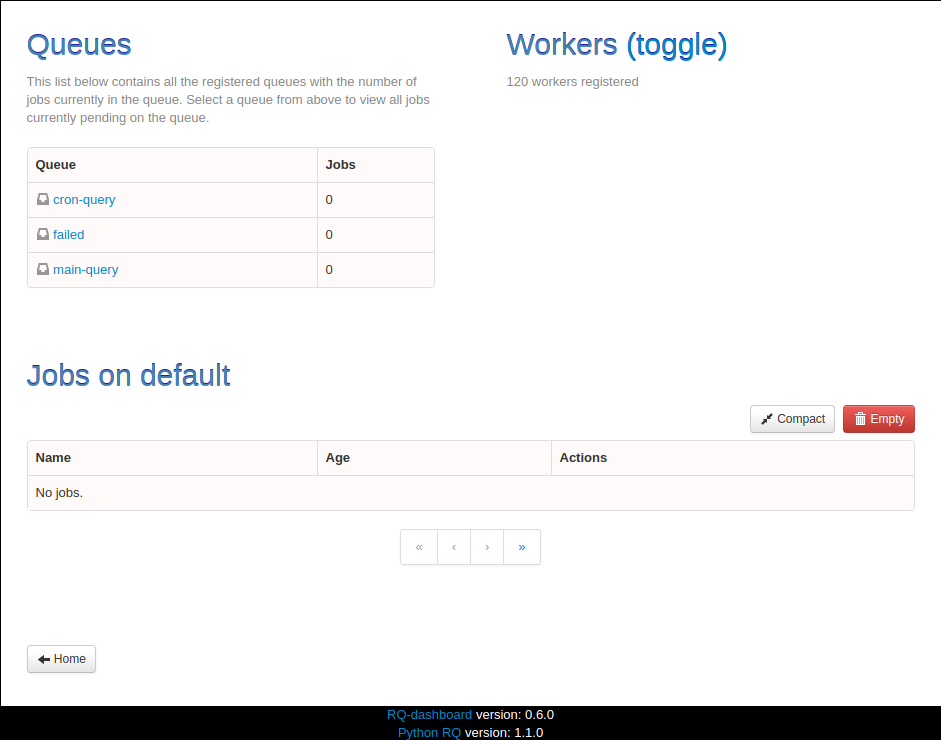 Queues
This list below contains all the registered queues with the number of
jobs currently in the queue. Select a queue from above to view all jobs
currently pending on the queue.
Queue Jobs
cron-query 0
failed 0
main-query 0
Workers (toggle)
120 workers registered
Jobs on default
Compact Empty
Name Age Actions
No jobs.
« ‹ › »
Home
RQ-dashboard version: 0.6.0
Python RQ version: 1.1.0